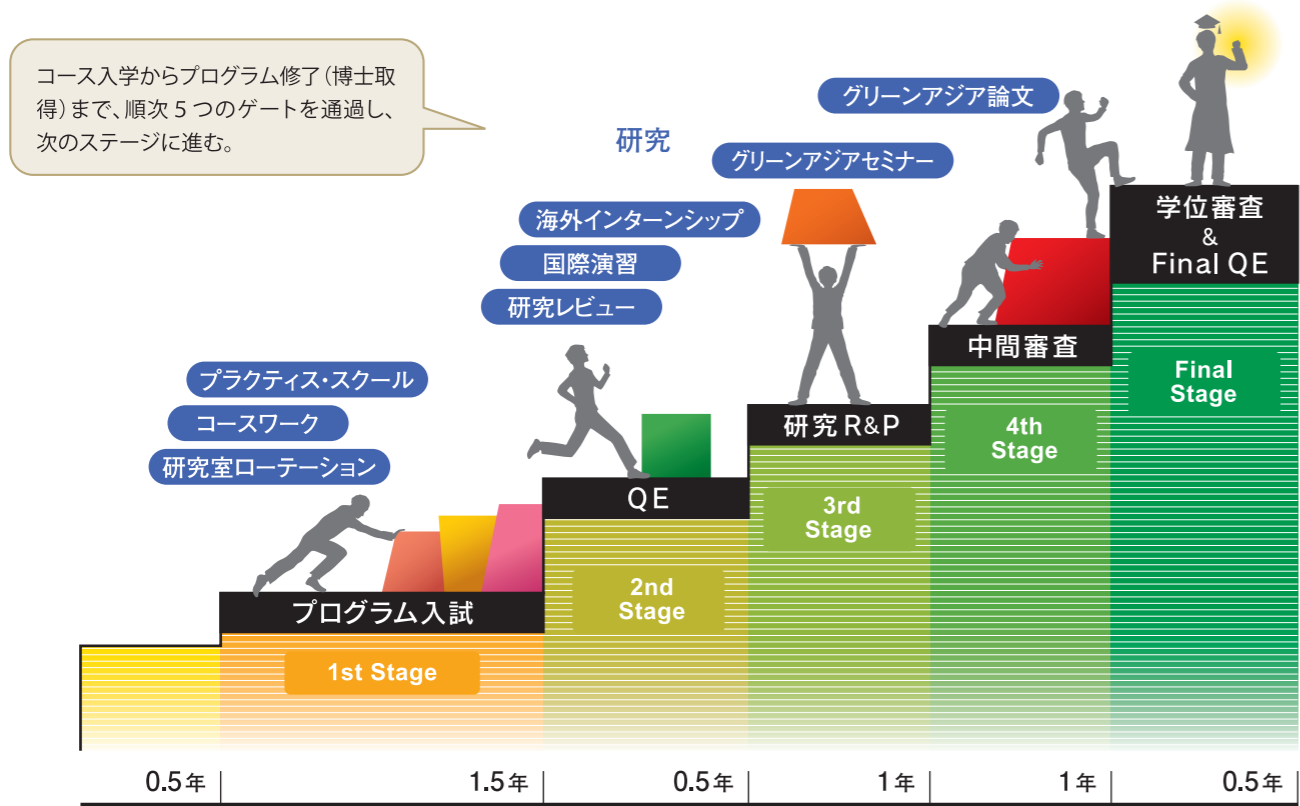 コース入学からプログラム修了（博士取
得）まで、順次 5 つのゲートを通過し、
次のステージに進む。
研究
グリーンアジア論文
グリーンアジアセミナー
海外インターンシップ
国際演習
研究レビュー
プラクティス・スクール
コースワーク
研究室ローテーション
プログラム入試
1st Stage
QE
2nd
Stage
研究 R&P
3rd
Stage
中間審査
4th
Stage
学位審査
&
Final QE
Final
Stage
0.5年
1.5年
0.5年
1年
1年
0.5年